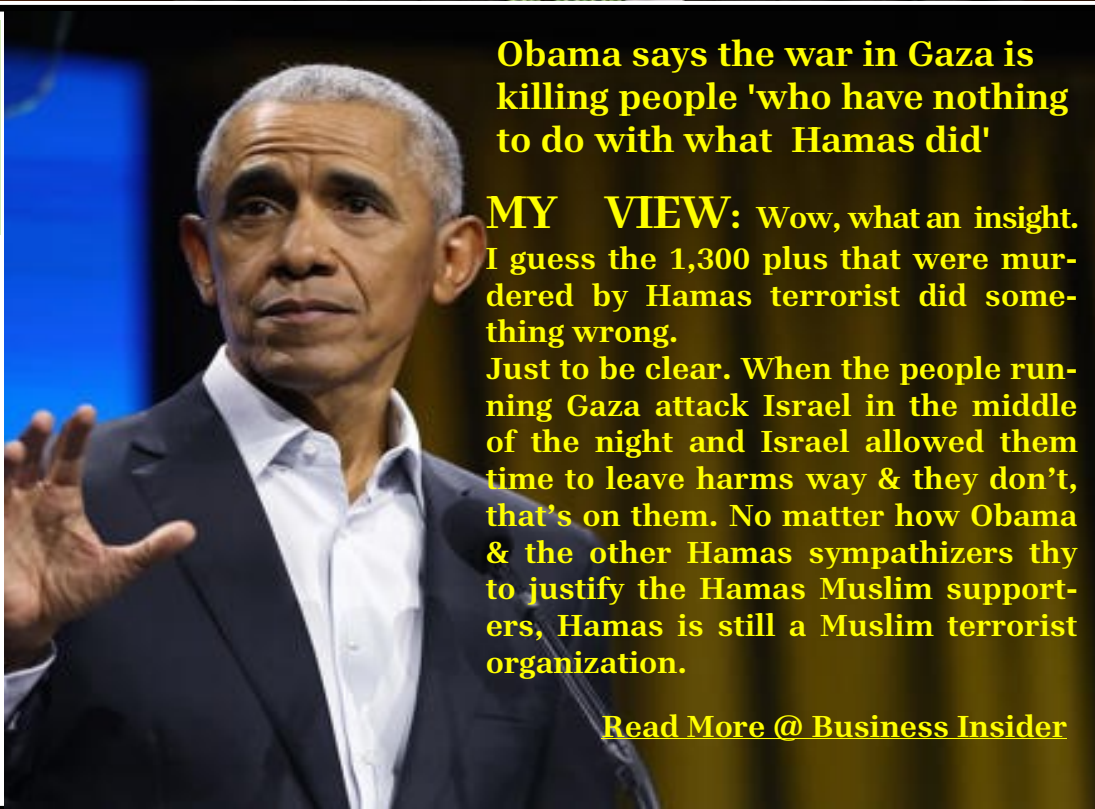 Obama says the war in Gaza is
killing people 'who have nothing
to do with what Hamas did'
MY VIEW: Wow, what an insight.
I guess the 1,300 plus that were mur-
dered by Hamas terrorist did some-
thing wrong.
Just to be clear. When the people run-
ning Gaza attack Israel in the middle
of the night and Israel allowed them
time to leave harms way & they don’t,
that’s on them. No matter how Obama
& the other Hamas sympathizers thy
to justify the Hamas Muslim support-
ers, Hamas is still a Muslim terrorist
organization.
Read More @ Business Insider